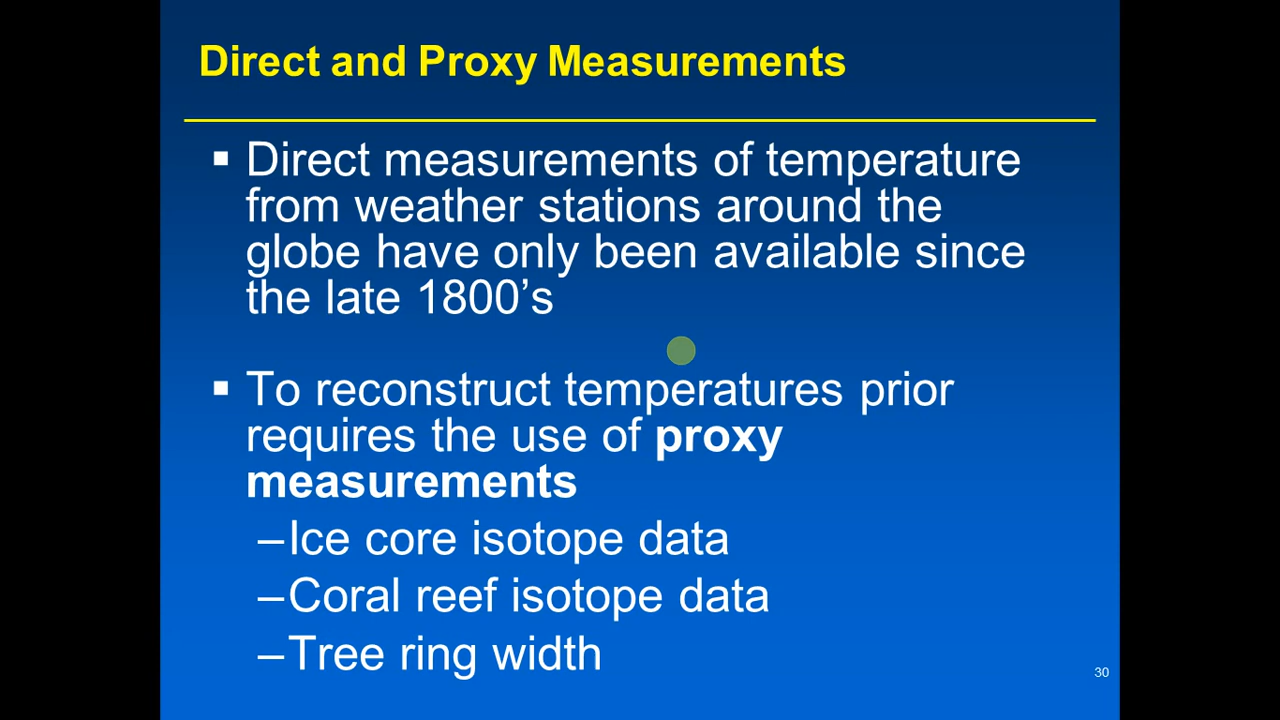 Direct and Proxy Measurements
▪ Direct measurements of temperature
from weather stations around the
globe have only been available since
the late 1800’s
▪ To reconstruct temperatures prior
requires the use of proxy
measurements
–Ice core isotope data
–Coral reef isotope data
–Tree ring width
30